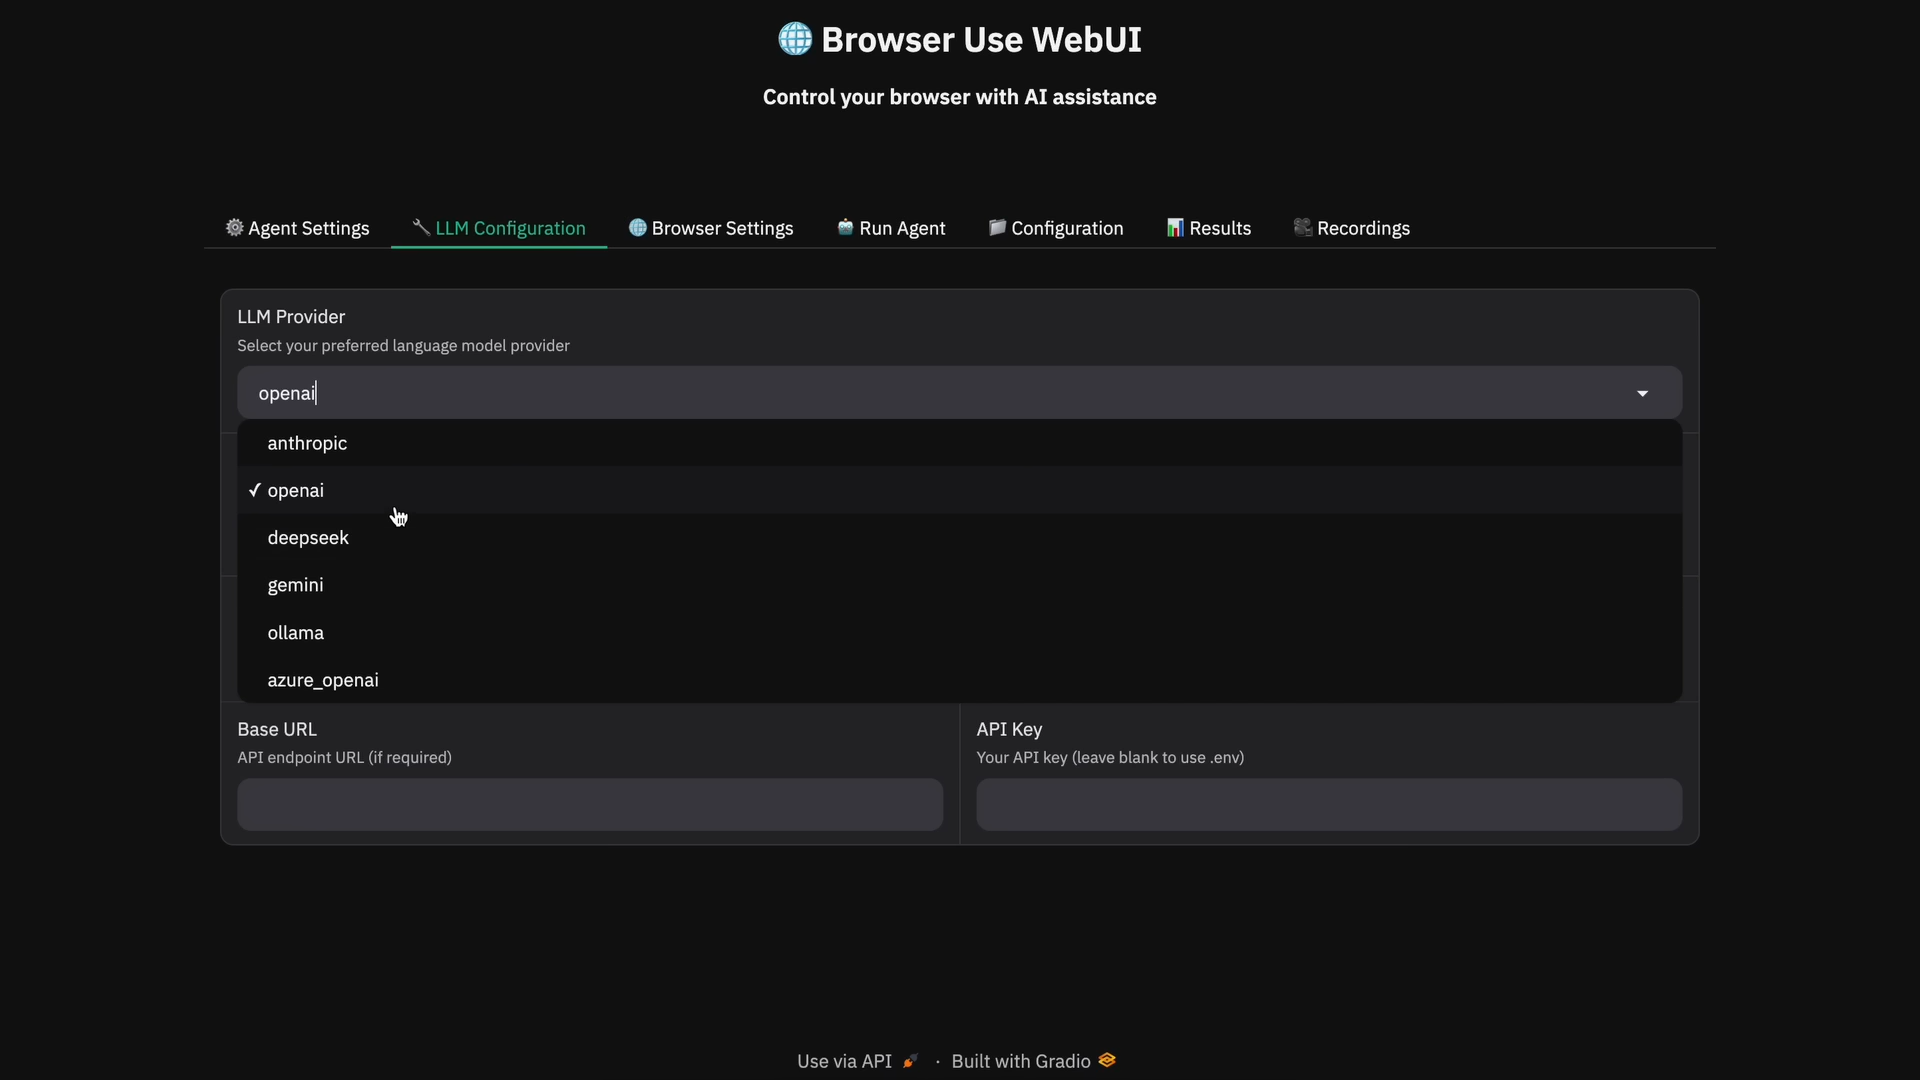 Browser Use WebUI
Control your browser with AI assistance
Agent Settings LLM Configuration Browser Settings Run Agent Configuration Results Recordings
LLM Provider
Select your preferred language model provider
openai
anthropic
✓ openai
deepseek
gemini
ollama
azure_openai
Base URL
API endpoint URL (if required)
API Key
Your API key (leave blank to use .env)
Use via API · Built with Gradio